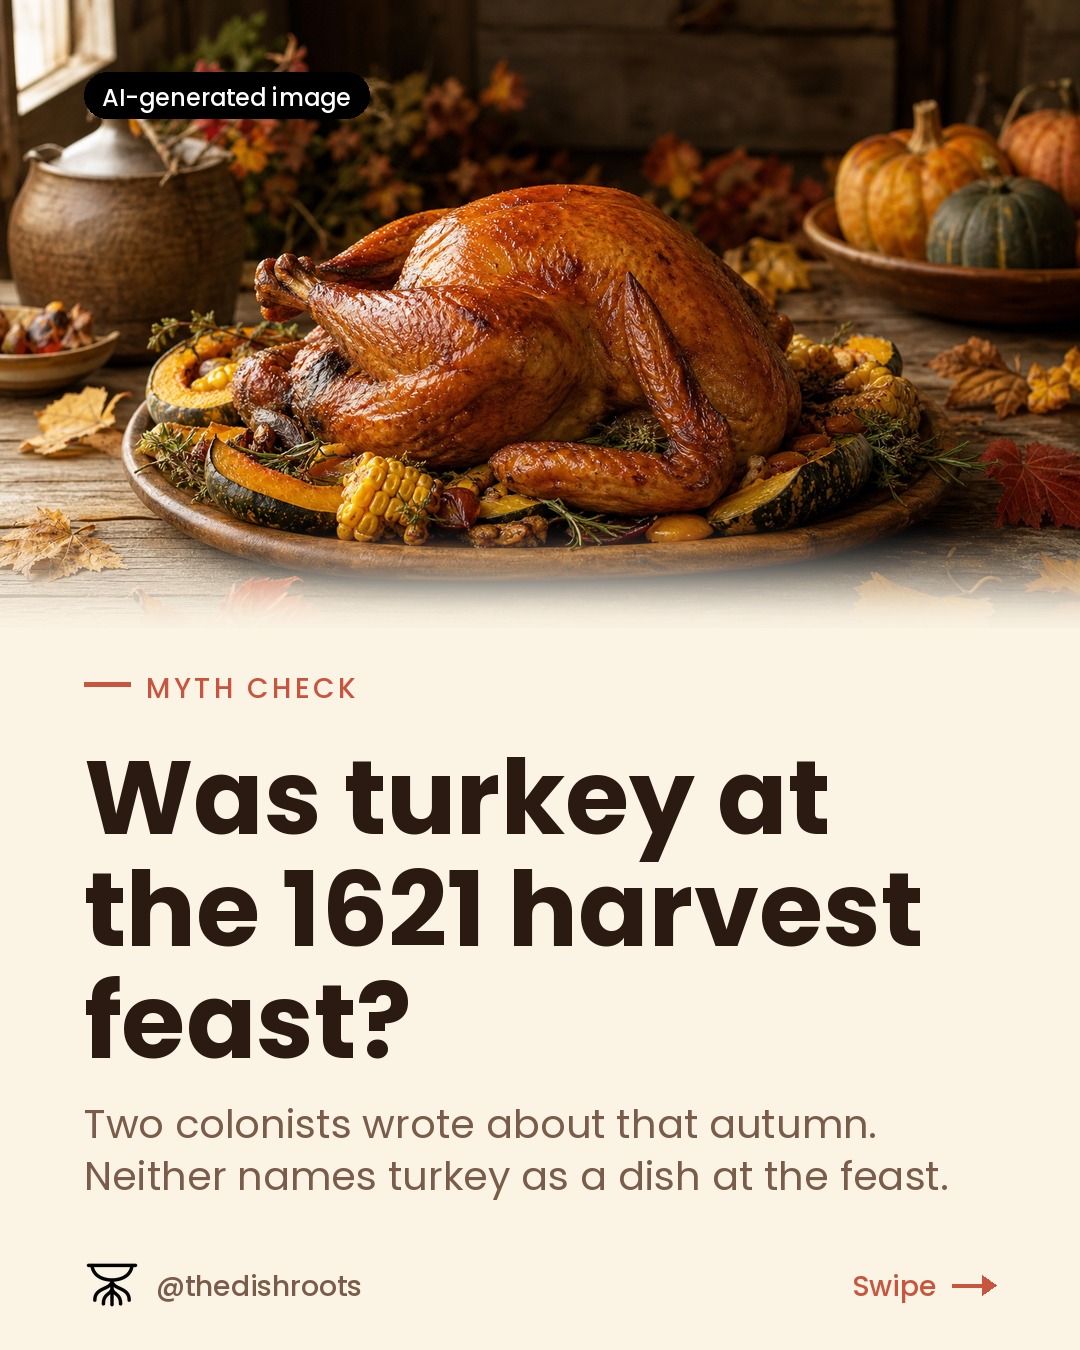 AI-generated image
MYTH CHECK
Was turkey at
the 1621 harvest
feast?
Two colonists wrote about that autumn.
Neither names turkey as a dish at the feast.
@thedishroots
Swipe